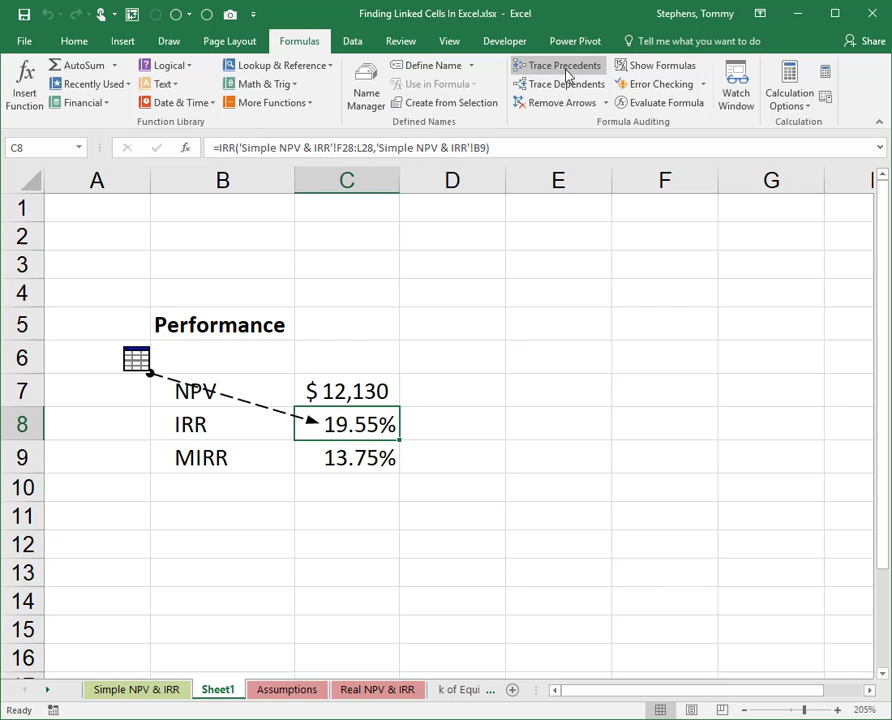 Finding Linked Cells In Excel.xlsx - Excel
Stephens, Tommy
File Home Insert Draw Page Layout Formulas Data Review View Developer Power Pivot Tell me what you want to do Share
Insert Function
AutoSum
Recently Used
Financial
Logical
Text
Date & Time
Lookup & Reference
Math & Trig
More Functions
Function Library
Name Manager
Define Name
Use in Formula
Create from Selection
Defined Names
Trace Precedents
Trace Dependents
Remove Arrows
Show Formulas
Error Checking
Evaluate Formula
Formula Auditing
Watch Window
Calculation Options
Calculation
C8 fx =IRR('Simple NPV & IRR'!F28:L28,'Simple NPV & IRR'!B9)
A B C D E F G
1
2
3
4
5 Performance
6
7 NPV $ 12,130
8 IRR 19.55%
9 MIRR 13.75%
10
11
12
13
14
15
16
Simple NPV & IRR Sheet1 Assumptions Real NPV & IRR k of Equi ...
Ready 205%